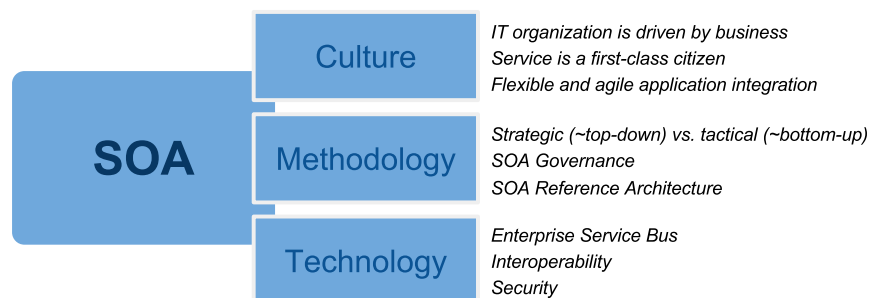 SOA
Culture
IT organization is driven by business
Service is a first-class citizen
Flexible and agile application integration
Methodology
Strategic (~top-down) vs. tactical (~bottom-up)
SOA Governance
SOA Reference Architecture
Technology
Enterprise Service Bus
Interoperability
Security